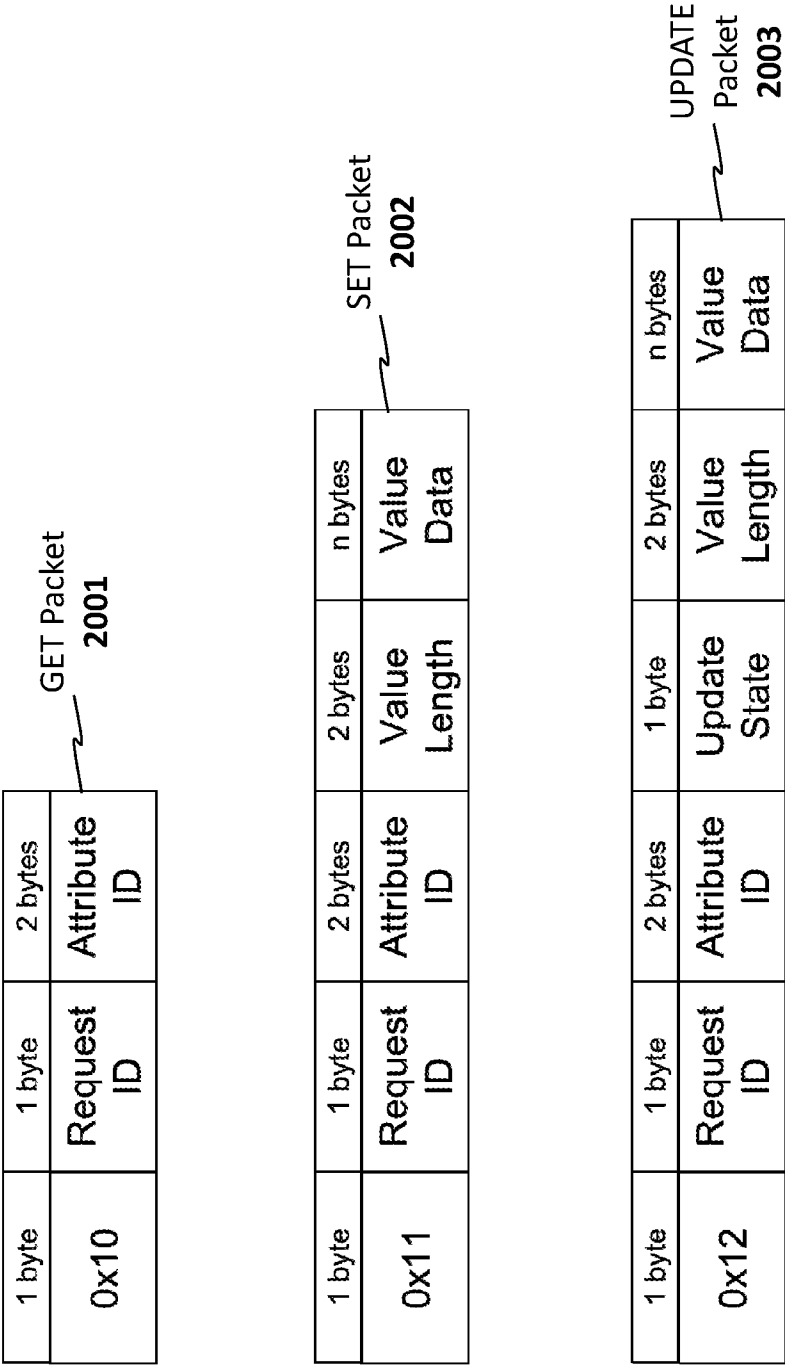 GET Packet
2001
1 byte
1 byte
2 bytes
0x10
Request
ID
Attribute
ID
SET Packet
2002
1 byte
1 byte
2 bytes
2 bytes
n bytes
0x11
Request
ID
Attribute
ID
Value
Length
Value
Data
UPDATE
Packet
2003
1 byte
1 byte
2 bytes
1 byte
2 bytes
n bytes
0x12
Request
ID
Attribute
ID
Update
State
Value
Length
Value
Data